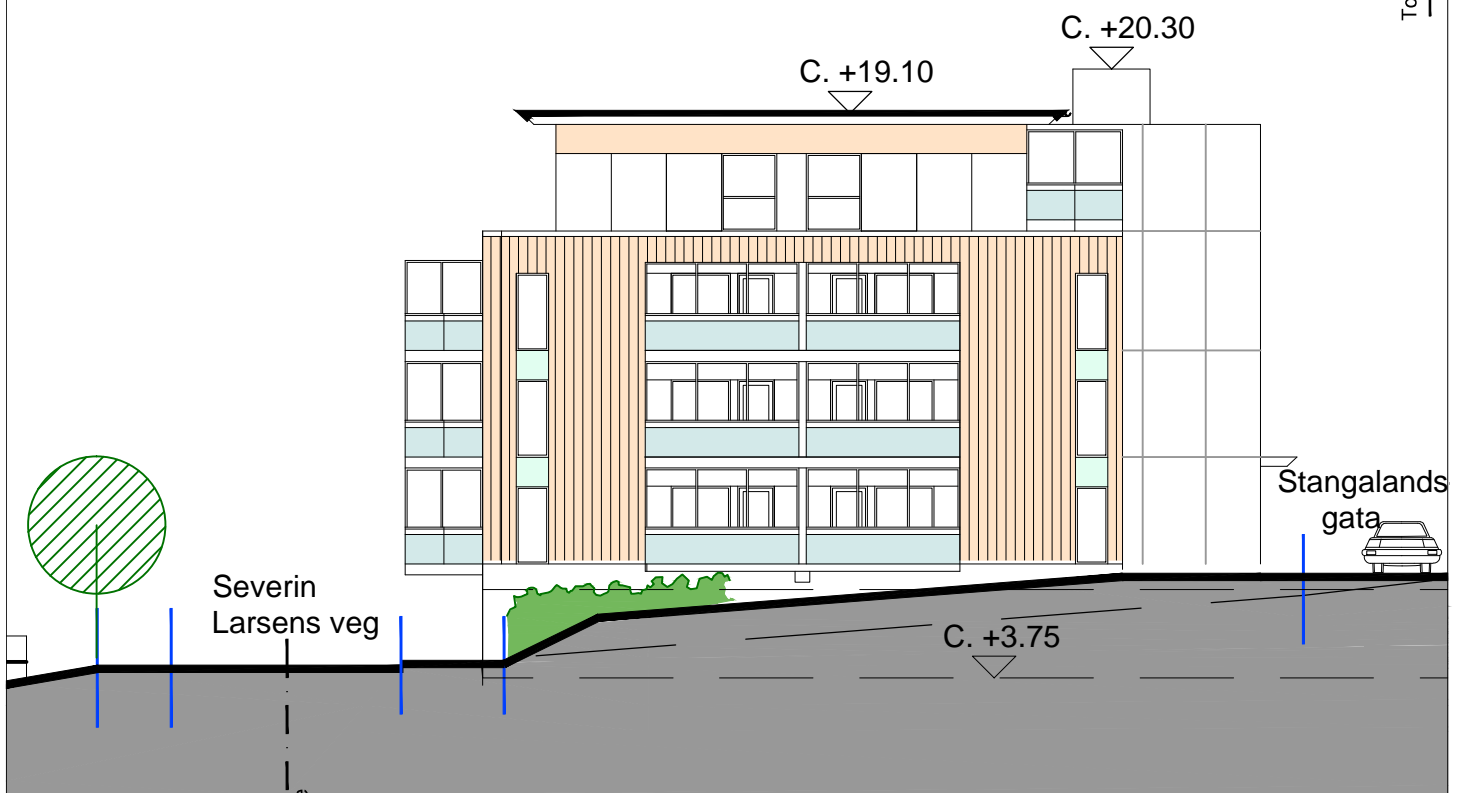 C. +20.30
C. +19.10
Stangalands
gata
Severin
Larsens veg
C. +3.75